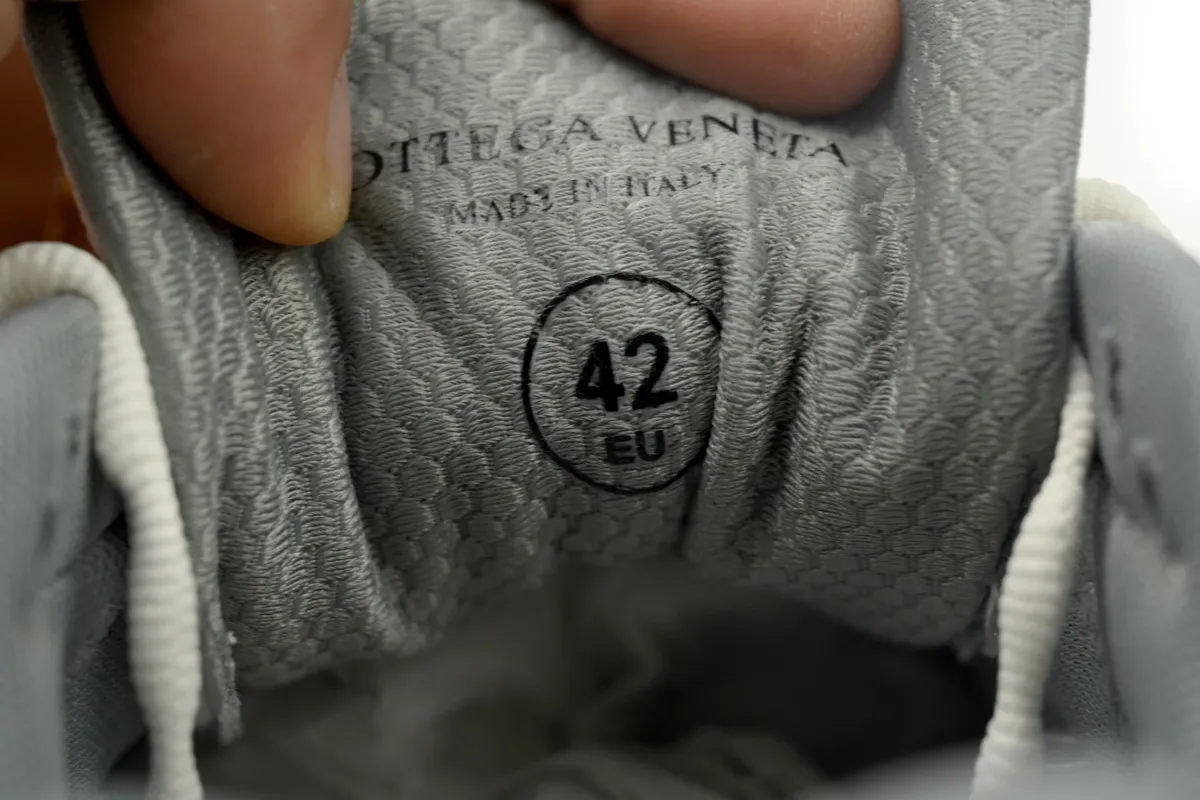 OTTEGA VENETA
MADE IN ITALY
42
EU